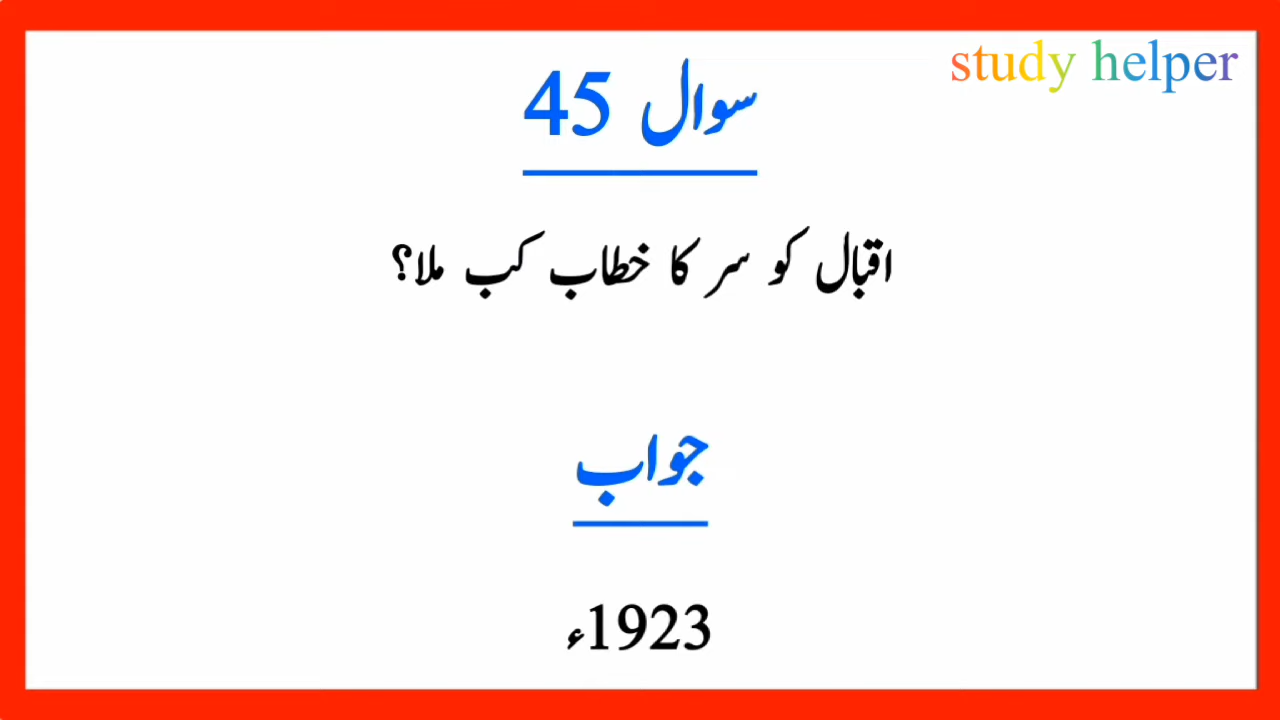 study helper
سوال 45
اقبال کو سر کا خطاب کب ملا؟
جواب
1923ء